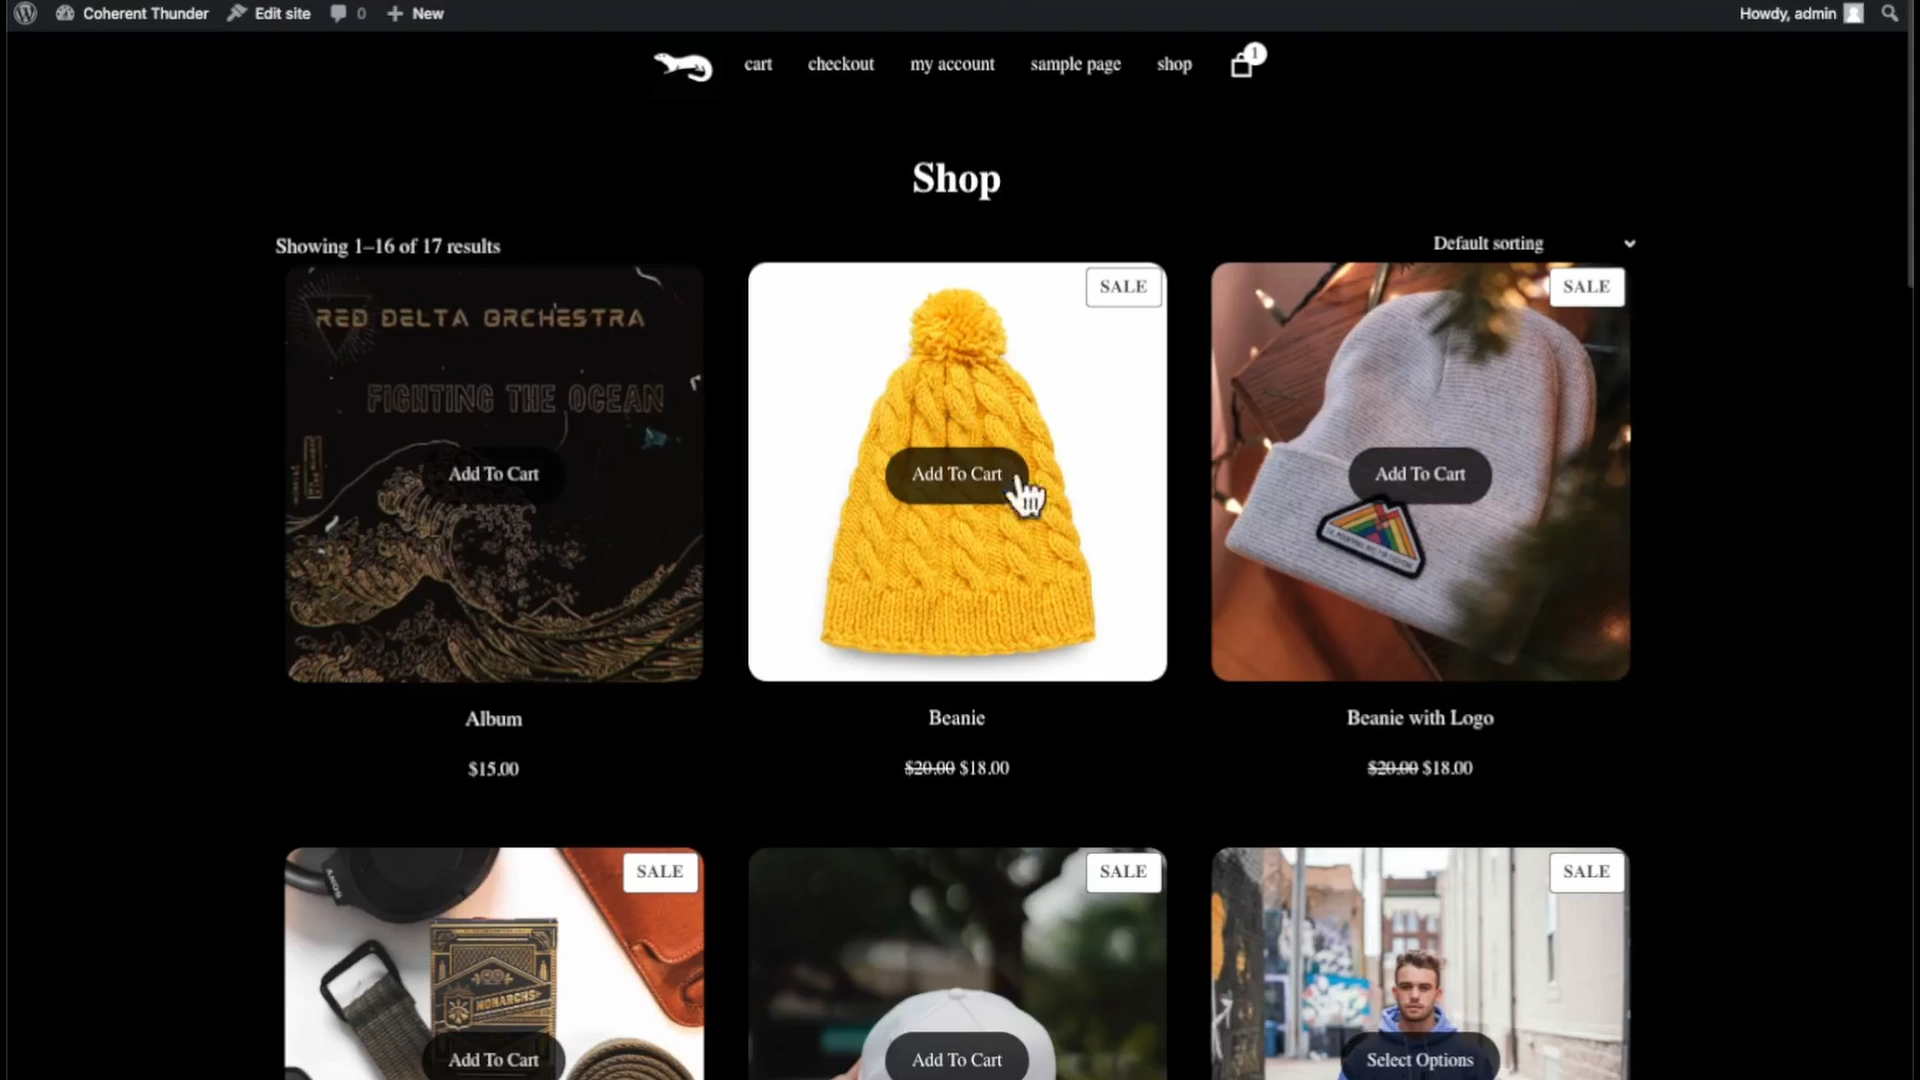 Coherent Thunder Edit site 0 New Howdy, admin
cart checkout my account sample page shop 1
Shop
Showing 1–16 of 17 results Default sorting
RED DELTA ORCHESTRA
FIGHTING THE OCEAN
Add To Cart
SALE
Add To Cart
SALE
Add To Cart
Album
$15.00
Beanie
$20.00 $18.00
Beanie with Logo
$20.00 $18.00
SALE
SONY
MONARCHS
Add To Cart
SALE
Add To Cart
SALE
Select Options